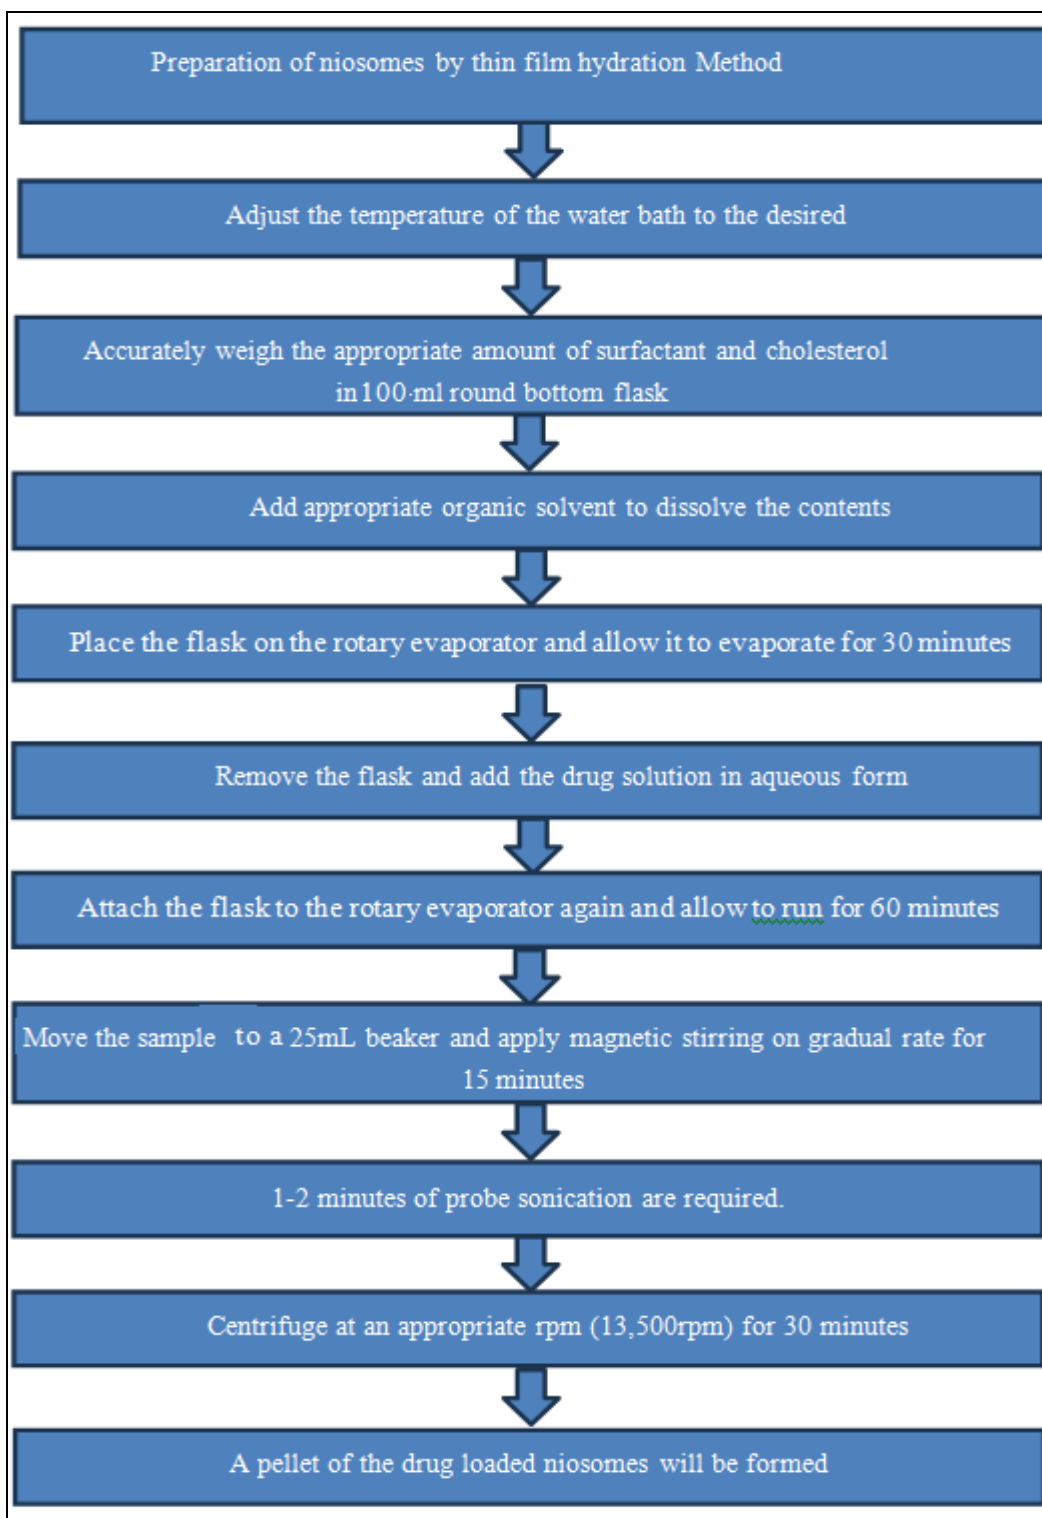 Preparation of niosomes by thin film hydration Method
Adjust the temperature of the water bath to the desired
Accurately weigh the appropriate amount of surfactant and cholesterol
in100-ml round bottom flask
Add appropriate organic solvent to dissolve the contents
Place the flask on the rotary evaporator and allow it to evaporate for 30 minutes
Remove the flask and add the drug solution in aqueous form
Attach the flask to the rotary evaporator again and allow to run for 60 minutes
Move the sample to a 25mL beaker and apply magnetic stirring on gradual rate for
15 minutes
1-2 minutes of probe sonication are required.
Centrifuge at an appropriate rpm (13,500rpm) for 30 minutes
A pellet of the drug loaded niosomes will be formed